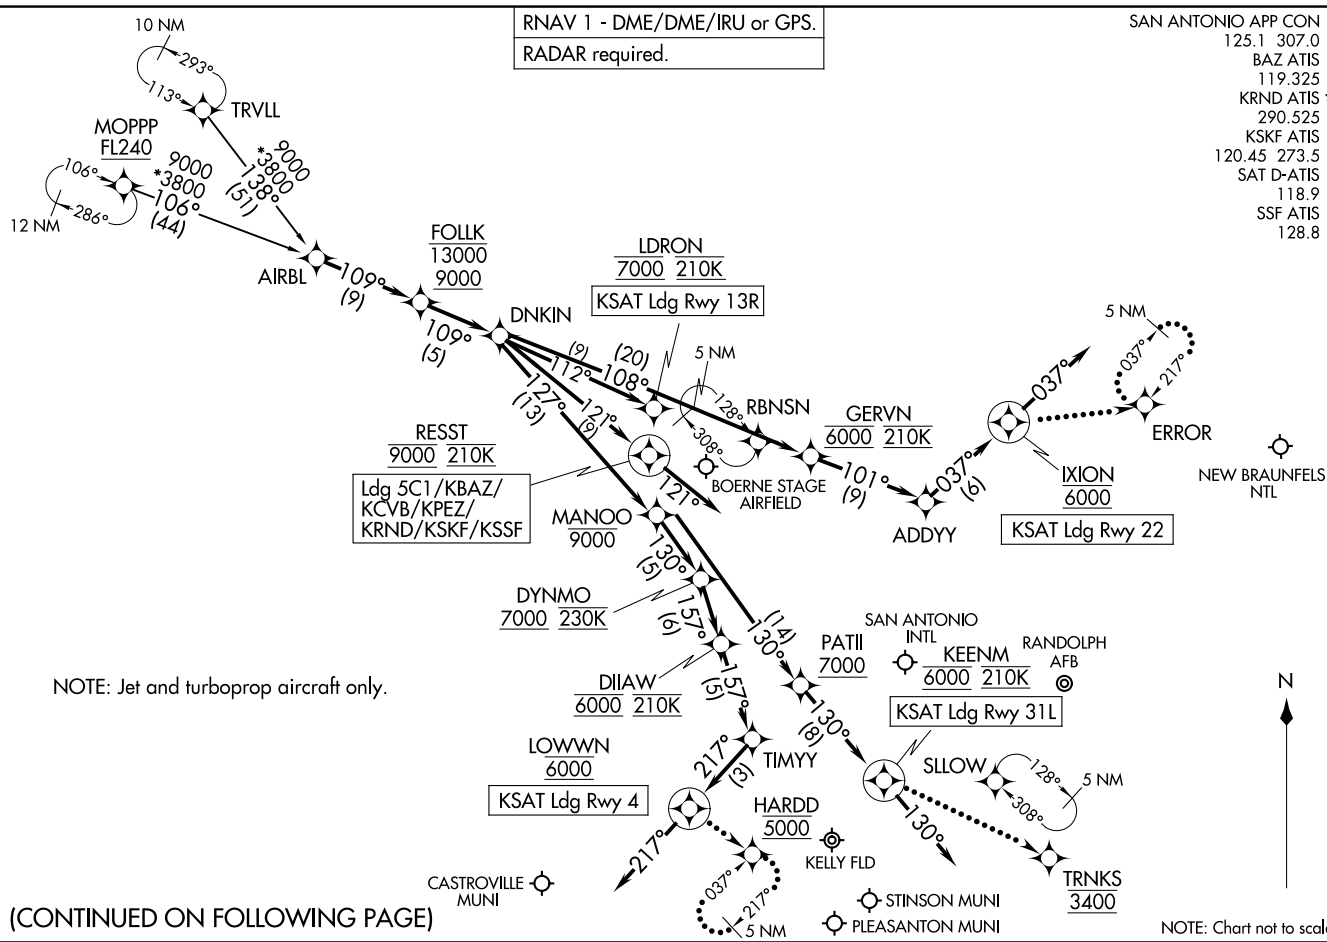 RNAV 1 - DME/DME/IRU or GPS.
RADAR required.
SAN ANTONIO APP CON
125.1 307.0
BAZ ATIS
119.325
KRND ATIS
290.525
KSKF ATIS
120.45 273.5
SAT D-ATIS
118.9
SSF ATIS
128.8
10 NM
293°
113°
TRVLL
MOPPP
FL240
106°
286°
12 NM
9000
*3800
106°
(44)
9000
*3800
138°
(51)
AIRBL
109°
(9)
FOLLK
13000
9000
109°
(5)
DNKIN
LDRON
7000 210K
KSAT Ldg Rwy 13R
(9)
112°
(20)
108°
5 NM
128°
308°
RBNSN
GERVN
6000 210K
101°
(9)
ADDYY
037°
(6)
037°
IXION
6000
KSAT Ldg Rwy 22
5 NM
037°
217°
ERROR
NEW BRAUNFELS
NTL
127°
(13)
121°
(9)
RESST
9000 210K
Ldg 5C1/KBAZ/
KCVB/KPEZ/
KRND/KSKF/KSSF
121°
BOERNE STAGE
AIRFIELD
MANOO
9000
130°
(5)
DYNMO
7000 230K
157°
(6)
(14)
130°
PATII
7000
SAN ANTONIO
INTL
KEENM
6000 210K
KSAT Ldg Rwy 31L
RANDOLPH
AFB
N
NOTE: Jet and turboprop aircraft only.
DIIAW
6000 210K
157°
(5)
130°
(8)
TIMYY
LOWWN
6000
KSAT Ldg Rwy 4
217°
(3)
217°
SLLOW
128°
308°
5 NM
130°
HARDD
5000
KELLY FLD
037°
217°
5 NM
TRNKS
3400
CASTROVILLE
MUNI
STINSON MUNI
PLEASANTON MUNI
(CONTINUED ON FOLLOWING PAGE)
NOTE: Chart not to scale